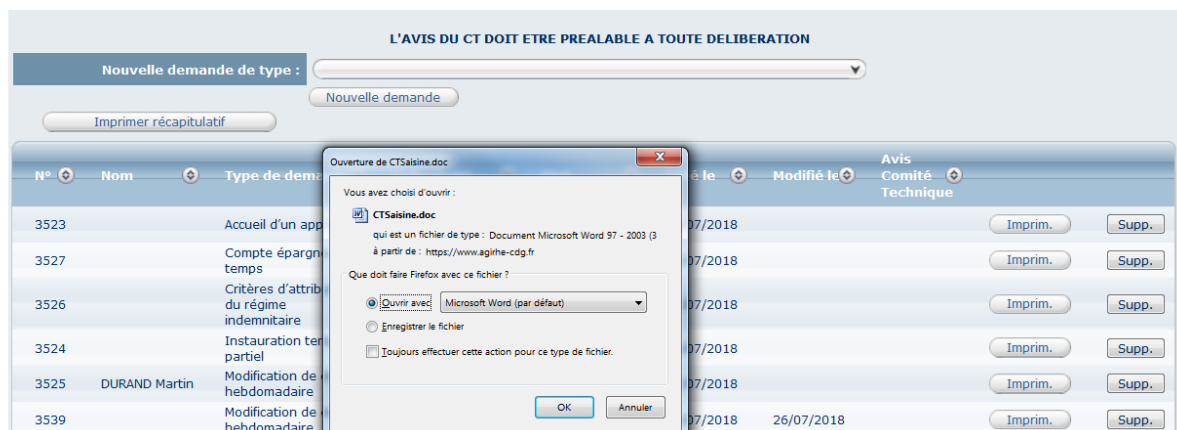 L'AVIS DU CT DOIT ETRE PREALABLE A TOUTE DELIBERATION
Nouvelle demande de type :
Nouvelle demande
Imprimer récapitulatif
N° Nom Type de dema é le Modifié le Avis Comité Technique
3523 Accueil d'un app 07/2018 Imprim. Supp.
3527 Compte épargn
temps 07/2018 Imprim. Supp.
3526 Critères d'attrib
du régime
indemnitaire 07/2018 Imprim. Supp.
3524 Instauration ter
partiel 07/2018 Imprim. Supp.
3525 DURAND Martin Modification de
hebdomadaire 07/2018 Imprim. Supp.
3539 Modification de
hebdomadaire 07/2018 26/07/2018 Imprim. Supp.
Ouverture de CTSaisine.doc
Vous avez choisi d'ouvrir :
CTSaisine.doc
qui est un fichier de type : Document Microsoft Word 97 - 2003 (3
à partir de : https://www.agirhe-cdg.fr
Que doit faire Firefox avec ce fichier ?
Ouvrir avec Microsoft Word (par défaut)
Enregistrer le fichier
Toujours effectuer cette action pour ce type de fichier.
OK Annuler